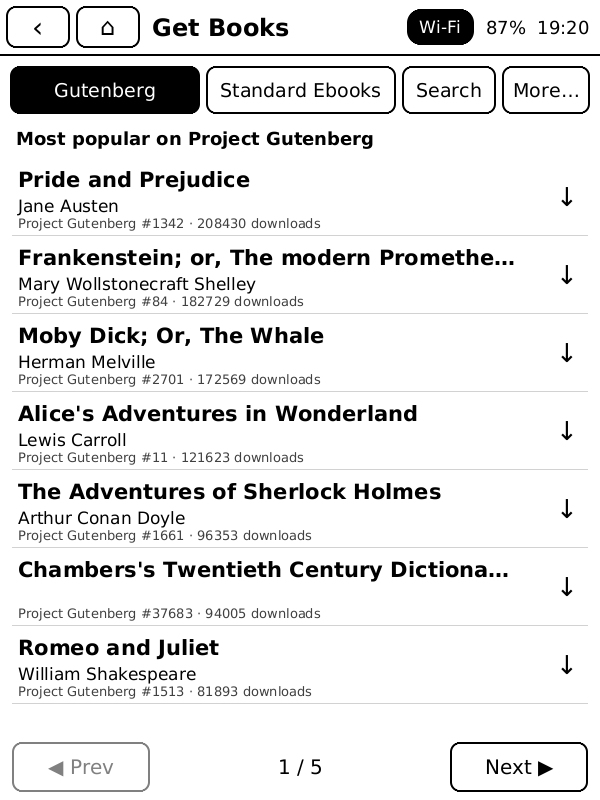 ‹ ⌂ Get Books Wi-Fi 87% 19:20
Gutenberg Standard Ebooks Search More…
Most popular on Project Gutenberg
Pride and Prejudice
Jane Austen
Project Gutenberg #1342 · 208430 downloads
↓
Frankenstein; or, The modern Promethe…
Mary Wollstonecraft Shelley
Project Gutenberg #84 · 182729 downloads
↓
Moby Dick; Or, The Whale
Herman Melville
Project Gutenberg #2701 · 172569 downloads
↓
Alice's Adventures in Wonderland
Lewis Carroll
Project Gutenberg #11 · 121623 downloads
↓
The Adventures of Sherlock Holmes
Arthur Conan Doyle
Project Gutenberg #1661 · 96353 downloads
↓
Chambers's Twentieth Century Dictiona…
Project Gutenberg #37683 · 94005 downloads
↓
Romeo and Juliet
William Shakespeare
Project Gutenberg #1513 · 81893 downloads
↓
◀ Prev 1 / 5 Next ▶